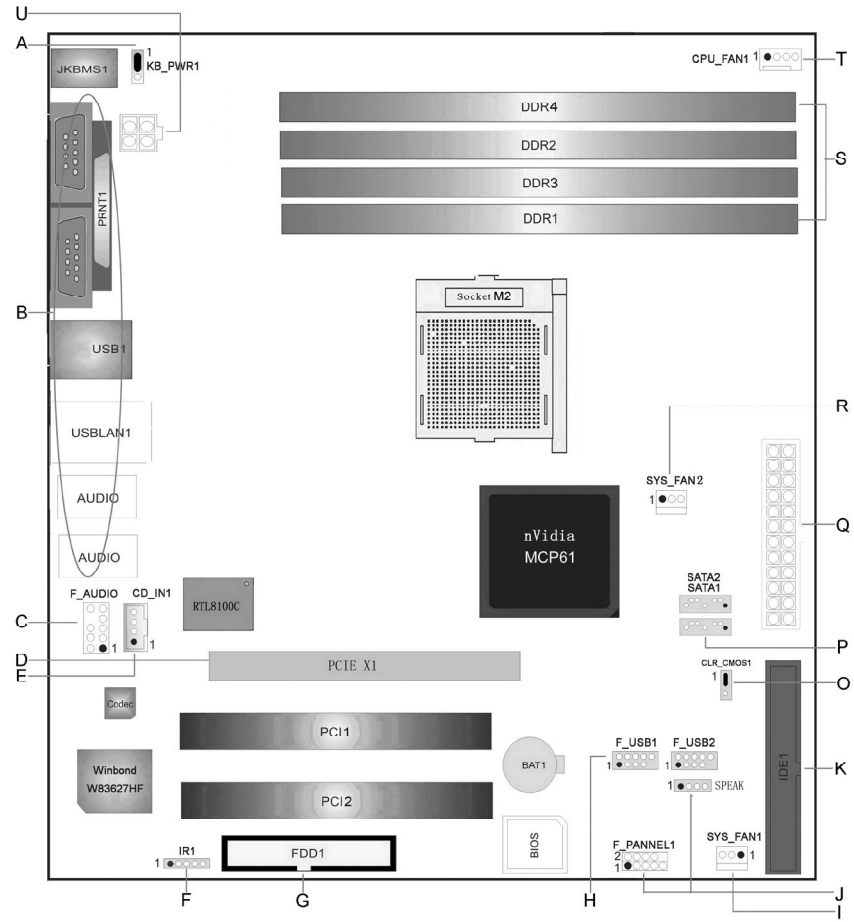 U
A
1
KB_PWR1
JKBMS1
CPU_FAN1 1
T
DDR4
DDR2
S
DDR3
DDR1
PRNT1
B
Socket M2
USB1
USBLAN1
R
SYS_FAN2
1
AUDIO
Q
nVidia
MCP61
AUDIO
SATA2
SATA1
F_AUDIO CD_IN1
RTL8100C
C
1
1
P
D
PCIE X1
CLR_CMOS1
1
E
O
Codec
PCI1
F_USB1 F_USB2
H
1
1
BAT1
IDE1
K
Winbond
W83627HF
1 SPEAK
PCI2
BIOS
F_PANNEL1
2
1
SYS_FAN1
1
IR1
1
FDD1
F
G
H
J
I